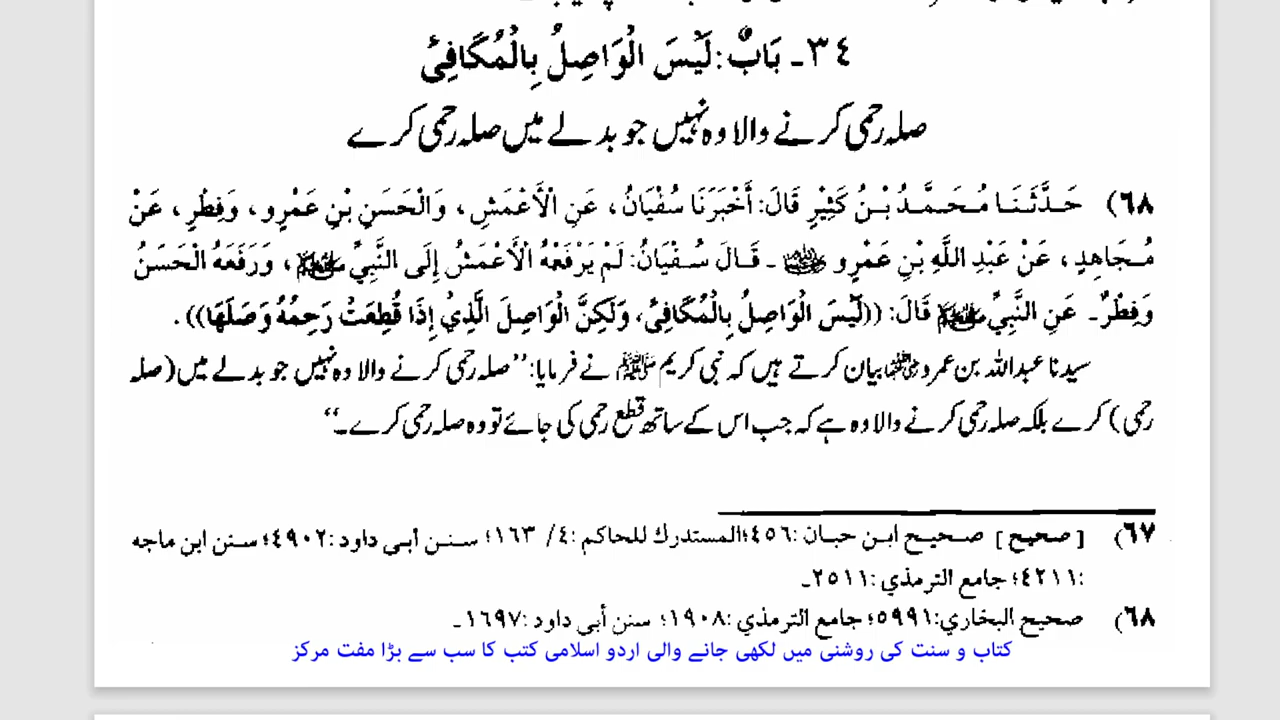 ٣٤۔ بَابٌ: لَيْسَ الْوَاصِلُ بِالْمُكَافِئِ
صلہ رحمی کرنے والا وہ نہیں جو بدلے میں صلہ رحمی کرے
٦٨) حَدَّثَنَا مُحَمَّدُ بْنُ كَثِيْرٍ قَالَ: أَخْبَرَنَا سُفْيَانُ، عَنِ الْأَعْمَشِ، وَالْحَسَنِ بْنِ عَمْرٍو، وَفِطْرٍ، عَنْ
مُجَاهِدٍ، عَنْ عَبْدِ اللَّهِ بْنِ عَمْرٍو ۔ قَالَ سُفْيَانُ: لَمْ يَرْفَعْهُ الْأَعْمَشُ إِلَى النَّبِيِّ ﷺ، وَرَفَعَهُ الْحَسَنُ
وَفِطْرٌ۔ عَنِ النَّبِيِّ ﷺ قَالَ: ((لَيْسَ الْوَاصِلُ بِالْمُكَافِئِ، وَلَكِنَّ الْوَاصِلَ الَّذِيْ إِذَا قُطِعَتْ رَحِمُهُ وَصَلَهَا)).
سیدنا عبداللہ بن عمرو بیان کرتے ہیں کہ نبی کریم ﷺ نے فرمایا: ’’صلہ رحمی کرنے والا وہ نہیں جو بدلے میں (صلہ
رحمی) کرے بلکہ صلہ رحمی کرنے والا وہ ہے کہ جب اس کے ساتھ قطع رحمی کی جائے تو وہ صلہ رحمی کرے۔‘‘
٦٧) [صحيح] صحيح ابن حبان: ٤٥٦؛ المستدرك للحاكم: ٤/ ١٦٣؛ سنن أبی داود: ٤٩٠٢؛ سنن ابن ماجه
: ٤٢١١؛ جامع الترمذي: ٢٥١١۔
٦٨) صحيح البخاري: ٥٩٩١؛ جامع الترمذي: ١٩٠٨؛ سنن أبی داود: ١٦٩٧۔
کتاب و سنت کی روشنی میں لکھی جانے والی اردو اسلامی کتب کا سب سے بڑا مفت مرکز